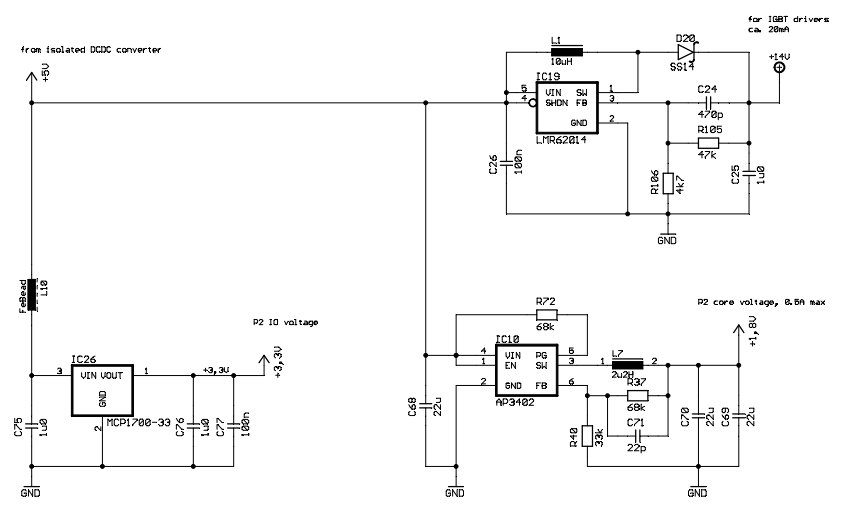 for IGBT drivers
ca. 20mA
from isolated DCDC converter
+5V
L1
10uH
D20
SS14
+14V
IC19
5 VIN SW 1
4 SHDN FB 3
GND 2
LMR62014
C24
470p
R105
47k
C26
100n
R106
4k7
C25
1u0
GND
FeBead
L10
P2 IO voltage
+3,3V
IC26
3 VIN VOUT 1
+3,3V
GND
2
MCP1700-33
C75
1u0
C76
1u0
C77
100n
GND
P2 core voltage, 0.5A max
+1,8V
R72
68k
IC10
4 VIN PG 5
1 EN SW 3
2 GND FB 6
AP3402
L7
1 2
2u2H
R37
68k
C71
22p
R40
33k
C68
22u
C70
22u
C69
22u
GND
GND